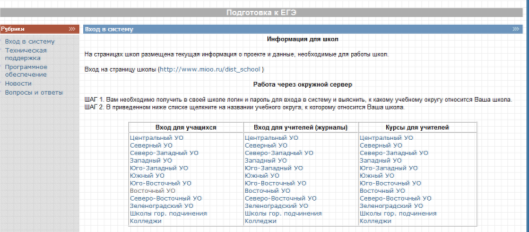 Подготовка к ЕГЭ
Рубрики >>
Вход в систему
Техническая
поддержка
Программное
обеспечение
Новости
Вопросы и ответы
Вход в систему >>
Информация для школ
На страницах школ размещена текущая информация о проекте и данные, необходимые для работы школ:
Вход на страницу школы (http://www.mioo.ru/dist_school)
Работа через окружной сервер
ШАГ 1. Вам необходимо получить в своей школе логин и пароль для входа в систему и выяснить, к какому учебному округу относится Ваша школа
ШАГ 2. В приведенном ниже списке щелкните на названии учебного округа, к которому относится Ваша школа
Вход для учащихся Вход для учителей (журналы) Курсы для учителей
Центральный УО Центральный УО Центральный УО
Северный УО Северный УО Северный УО
Северо-Западный УО Северо-Западный УО Северо-Западный УО
Западный УО Западный УО Западный УО
Юго-Западный УО Юго-Западный УО Юго-Западный УО
Южный УО Южный УО Южный УО
Юго-Восточный УО Юго-Восточный УО Юго-Восточный УО
Восточный УО Восточный УО Восточный УО
Северо-Восточный УО Северо-Восточный УО Северо-Восточный УО
Зеленоградский УО Зеленоградский УО Зеленоградский УО
Школы гор. подчинения Школы гор. подчинения Школы гор. подчинения
Колледжи Колледжи Колледжи